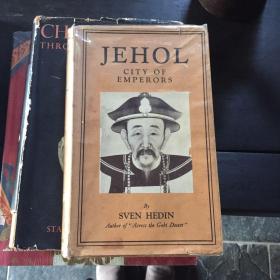 JEHOL
CITY OF
EMPERORS
By
SVEN HEDIN
Author of "Across the Gobi Desert"
CH
THRO
STA